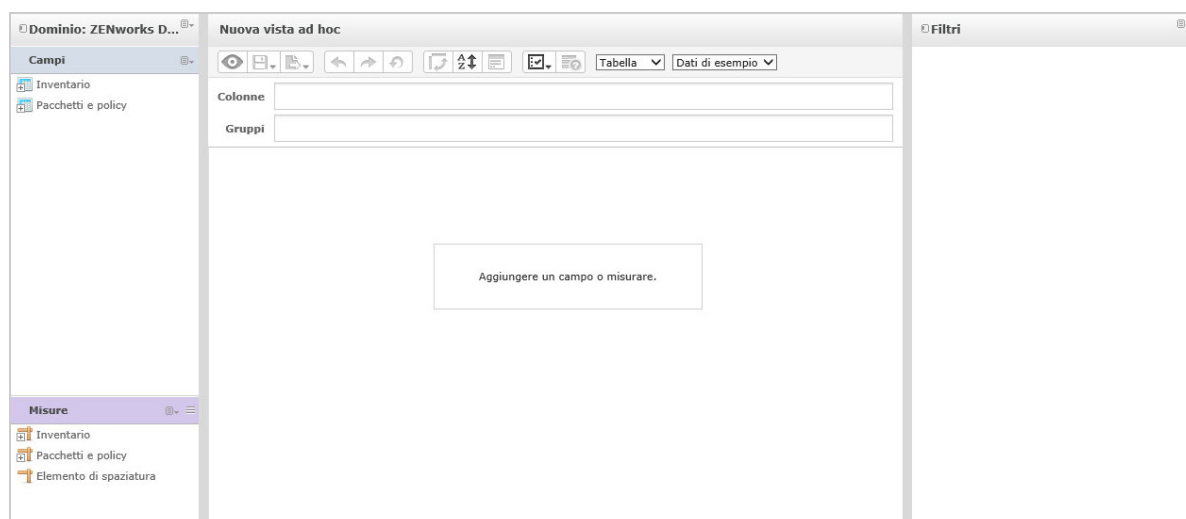 Dominio: ZENworks D...
Campi
Inventario
Pacchetti e policy
Misure
Inventario
Pacchetti e policy
Elemento di spaziatura
Nuova vista ad hoc
A
Z
Tabella
Dati di esempio
Colonne
Gruppi
Aggiungere un campo o misurare.
Filtri